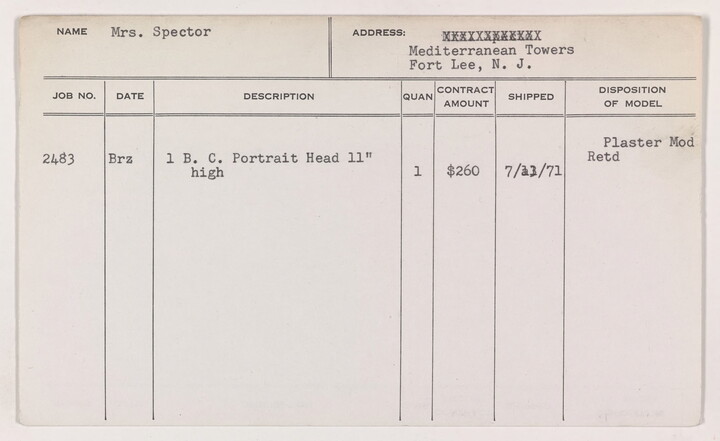 NAME Mrs. Spector ADDRESS:
Mediterranean Towers
Fort Lee, N. J.
JOB NO. DATE DESCRIPTION QUAN CONTRACT AMOUNT SHIPPED DISPOSITION OF MODEL
Plaster Mod
2483 Brz 1 B. C. Portrait Head 11" Retd
high 1 $260